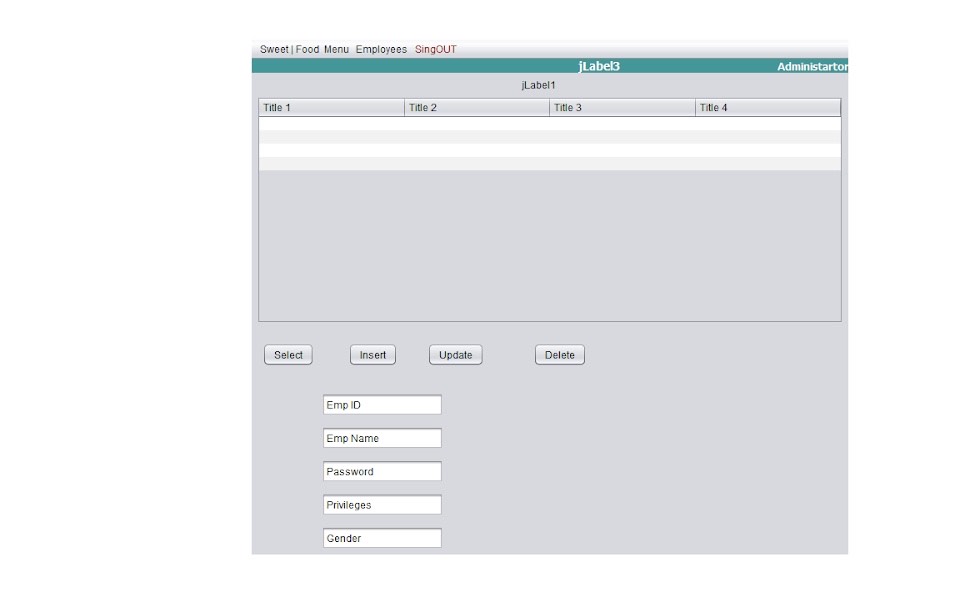 Sweet | Food Menu Employees SingOUT
jLabel3 Administartor
jLabel1
Title 1 Title 2 Title 3 Title 4
Select Insert Update Delete
Emp ID
Emp Name
Password
Privileges
Gender